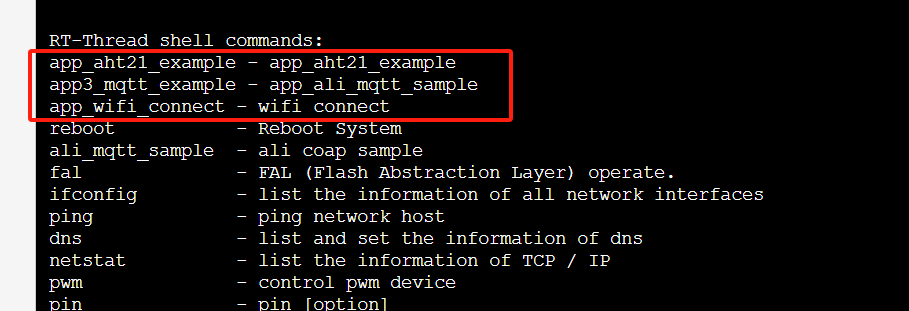 RT-Thread shell commands:
app_aht21_example - app_aht21_example
app3_mqtt_example - app_ali_mqtt_sample
app_wifi_connect - wifi connect
reboot - Reboot System
ali_mqtt_sample - ali coap sample
fal - FAL (Flash Abstraction Layer) operate.
ifconfig - list the information of all network interfaces
ping - ping network host
dns - list and set the information of dns
netstat - list the information of TCP / IP
pwm - control pwm device
pin - pin [option]